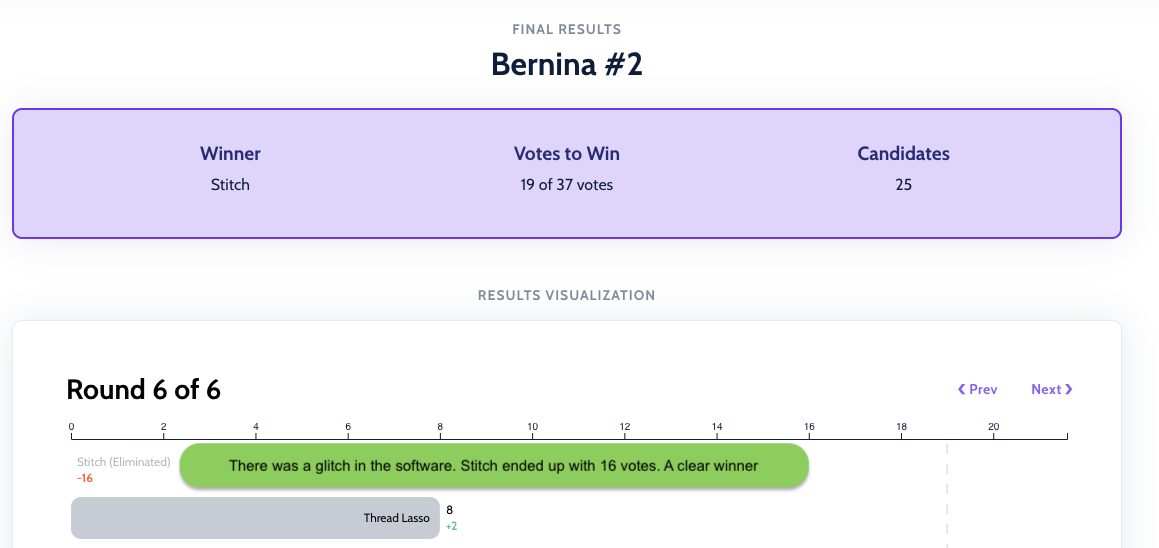 FINAL RESULTS
Bernina #2
Winner
Votes to Win
Candidates
Stitch
19 of 37 votes
25
RESULTS VISUALIZATION
Round 6 of 6
❮ Prev
Next ❯
0 2 4 6 8 10 12 14 16 18 20
Stitch (Eliminated)
-16
There was a glitch in the software. Stitch ended up with 16 votes. A clear winner
Thread Lasso
8
+2